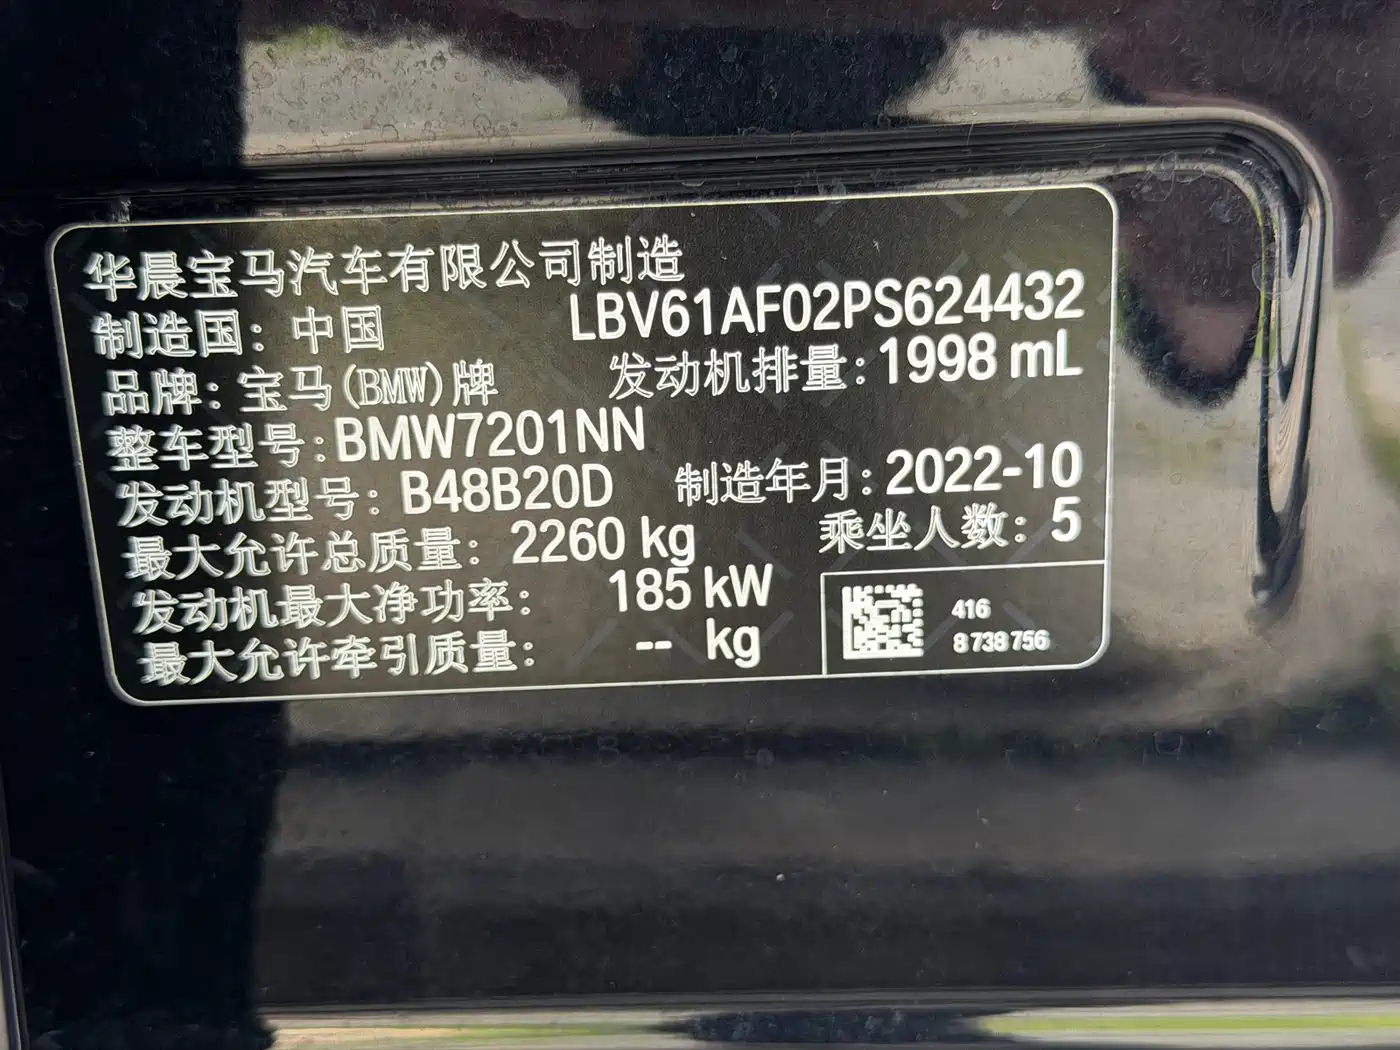 华晨宝马汽车有限公司制造
制造国：中国 LBV61AF02PS624432
品牌：宝马(BMW)牌 发动机排量：1998 mL
整车型号：BMW7201NN
发动机型号：B48B20D 制造年月：2022-10
最大允许总质量：2260 kg 乘坐人数：5
发动机最大净功率：185 kW
最大允许牵引质量：-- kg
416
8 738 756